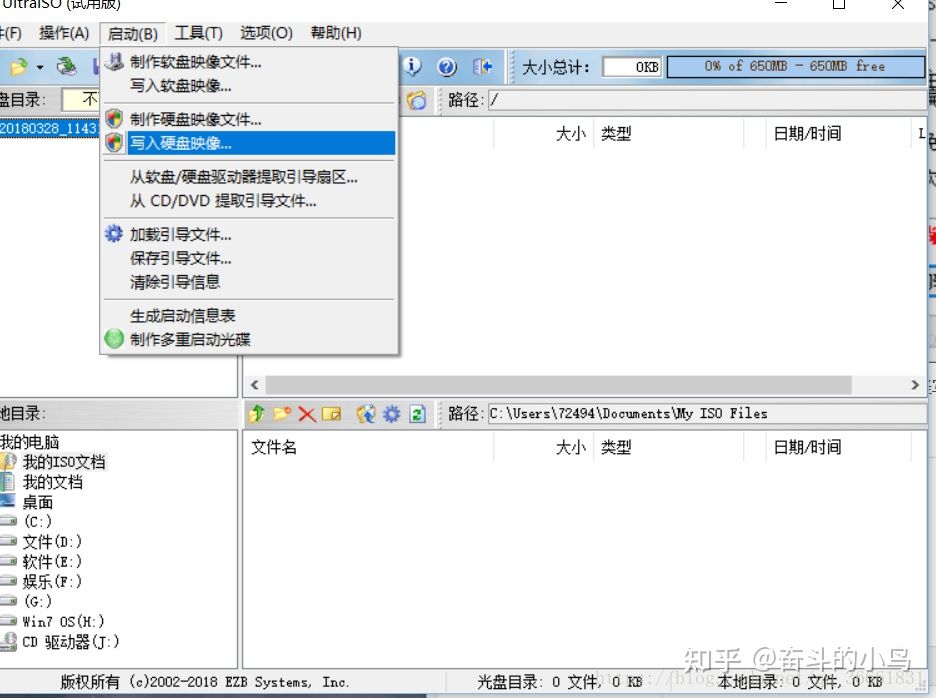 UltraISO (试用版)
件(F) 操作(A) 启动(B) 工具(T) 选项(O) 帮助(H)
制作软盘映像文件...
写入软盘映像...
制作硬盘映像文件...
写入硬盘映像...
从软盘/硬盘驱动器提取引导扇区...
从 CD/DVD 提取引导文件...
加载引导文件...
保存引导文件...
清除引导信息
生成启动信息表
制作多重启动光碟
大小总计: 0KB 0% of 650MB - 650MB free
盘目录: 不 路径: /
20180328_1143
大小 类型 日期/时间 L
地目录: 路径: C:\Users\72494\Documents\My ISO Files
文件名 大小 类型 日期/时间
我的电脑
我的ISO文档
我的文档
桌面
(C:)
文件(D:)
软件(E:)
娱乐(F:)
(G:)
Win7 OS(H:)
CD 驱动器(J:)
知乎 @奋斗的小鸟
版权所有 (c)2002-2018 EZB Systems, Inc. 光盘目录: 0 文件, 0 KB 本地目录: 0 文件, 0 KB